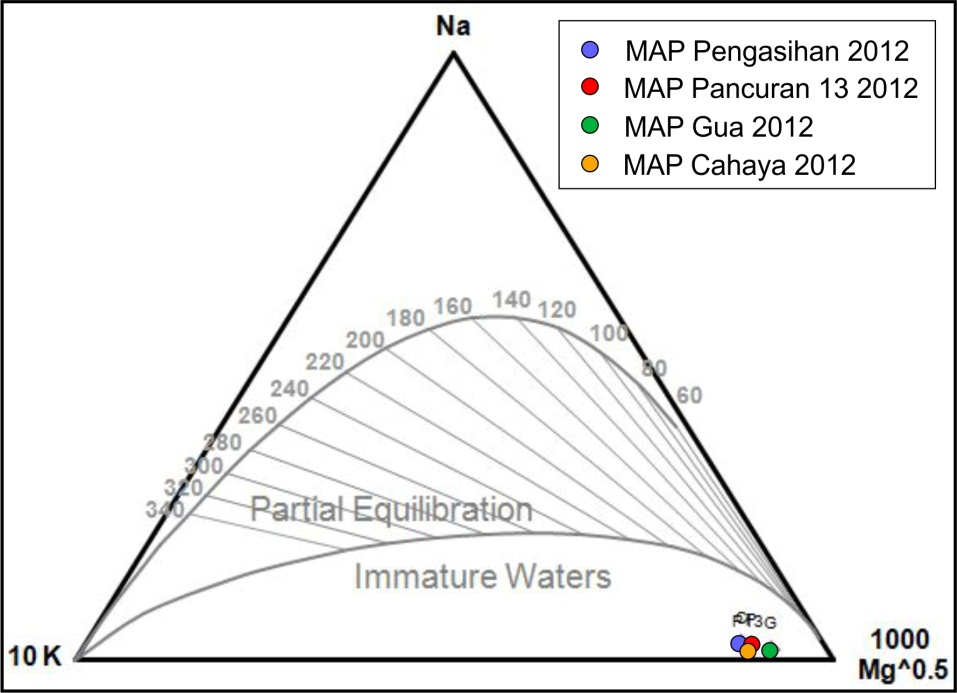 Na
MAP Pengasihan 2012
MAP Pancuran 13 2012
MAP Gua 2012
MAP Cahaya 2012
140
160
120
180
100
200
220
80
240
60
260
280
300
320
340
Partial Equilibration
Immature Waters
G
10 K
1000
Mg^0.5